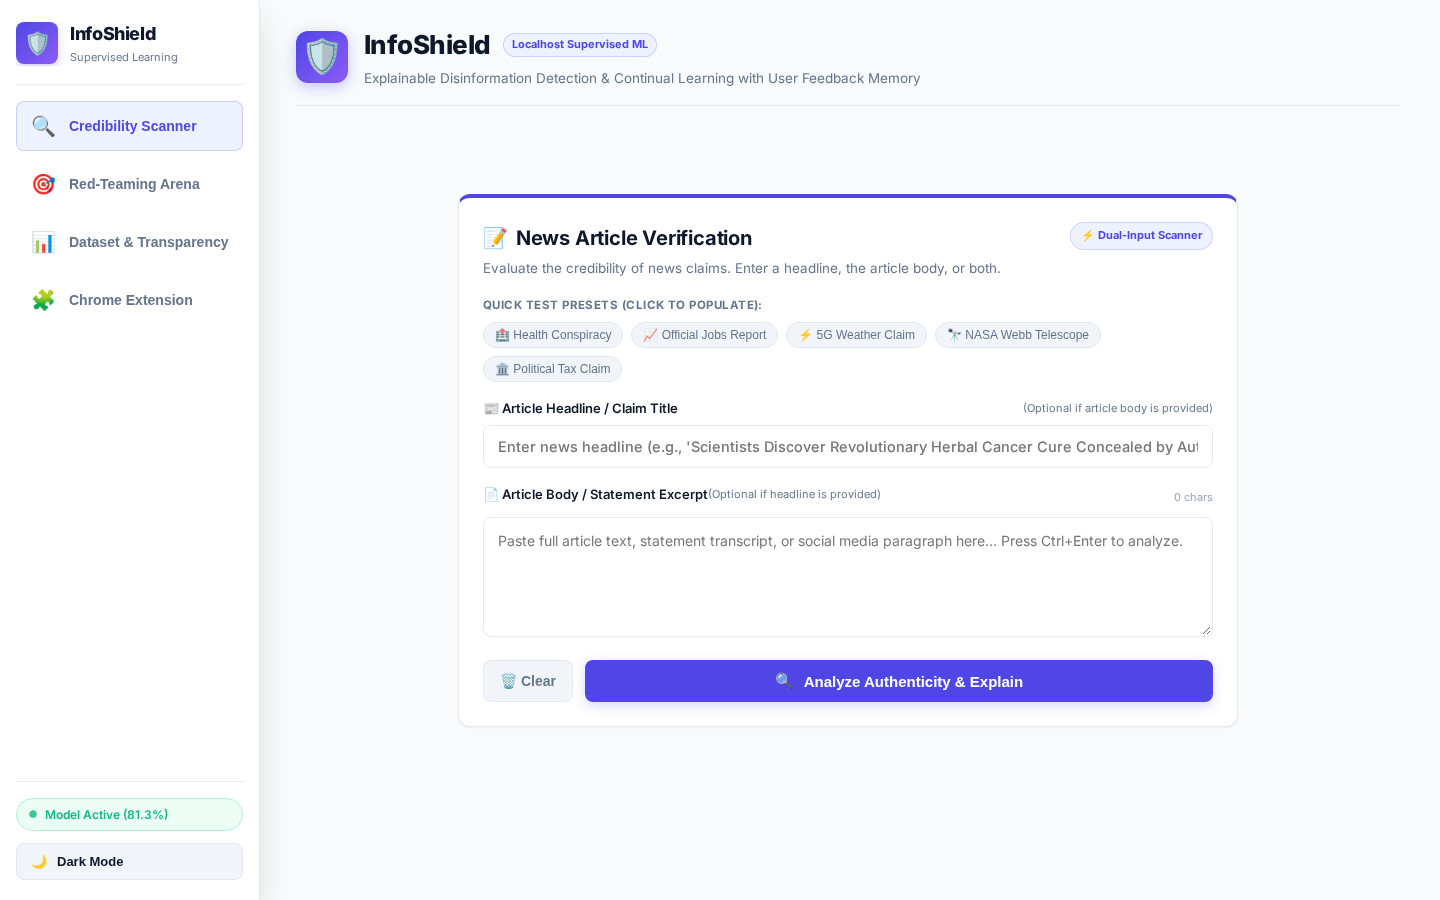 InfoShield
Supervised Learning
Credibility Scanner
Red-Teaming Arena
Dataset & Transparency
Chrome Extension
Model Active (81.3%)
Dark Mode
InfoShield
Localhost Supervised ML
Explainable Disinformation Detection & Continual Learning with User Feedback Memory
News Article Verification
Dual-Input Scanner
Evaluate the credibility of news claims. Enter a headline, the article body, or both.
QUICK TEST PRESETS (CLICK TO POPULATE):
Health Conspiracy
Official Jobs Report
5G Weather Claim
NASA Webb Telescope
Political Tax Claim
Article Headline / Claim Title
(Optional if article body is provided)
Enter news headline (e.g., 'Scientists Discover Revolutionary Herbal Cancer Cure Concealed by Aut
Article Body / Statement Excerpt(Optional if headline is provided)
0 chars
Paste full article text, statement transcript, or social media paragraph here... Press Ctrl+Enter to analyze.
Clear
Analyze Authenticity & Explain